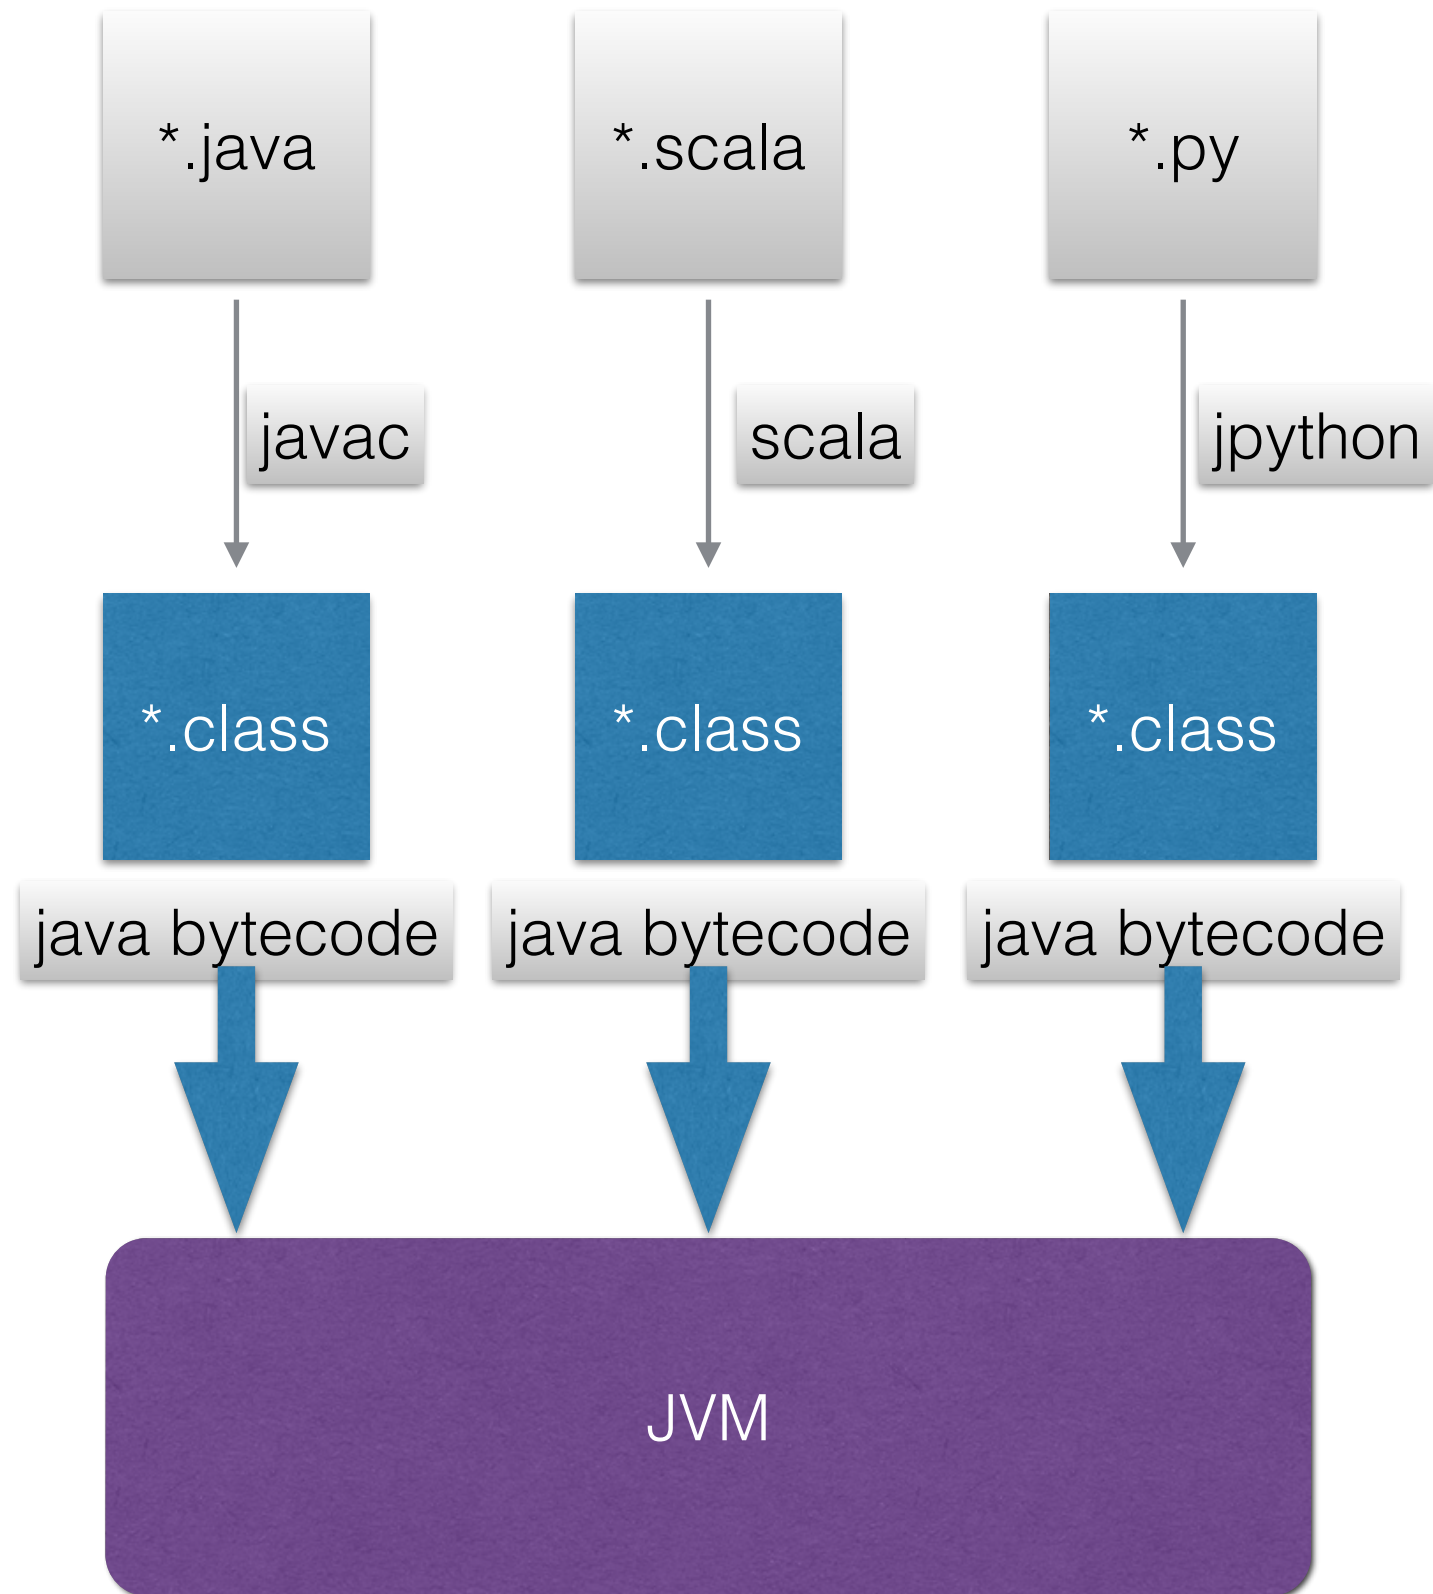 *.java
*.scala
*.py
javac
scala
jpython
*.class
*.class
*.class
java bytecode
java bytecode
java bytecode
JVM